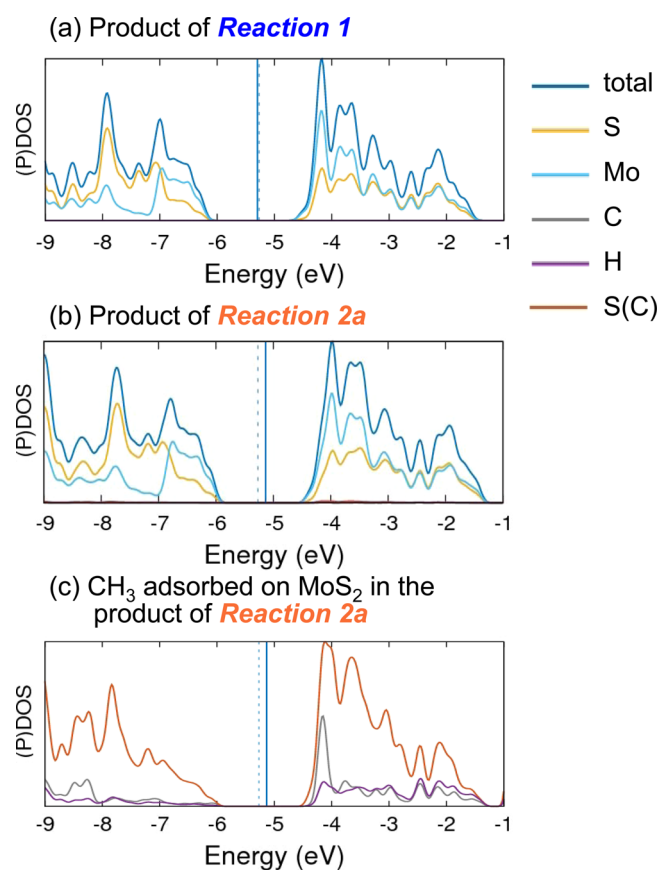 (a) Product of Reaction 1
(P)DOS
-9 -8 -7 -6 -5 -4 -3 -2 -1
Energy (eV)
total
S
Mo
C
H
S(C)
(b) Product of Reaction 2a
(P)DOS
-9 -8 -7 -6 -5 -4 -3 -2 -1
Energy (eV)
(c) CH₃ adsorbed on MoS₂ in the
product of Reaction 2a
(P)DOS
-9 -8 -7 -6 -5 -4 -3 -2 -1
Energy (eV)